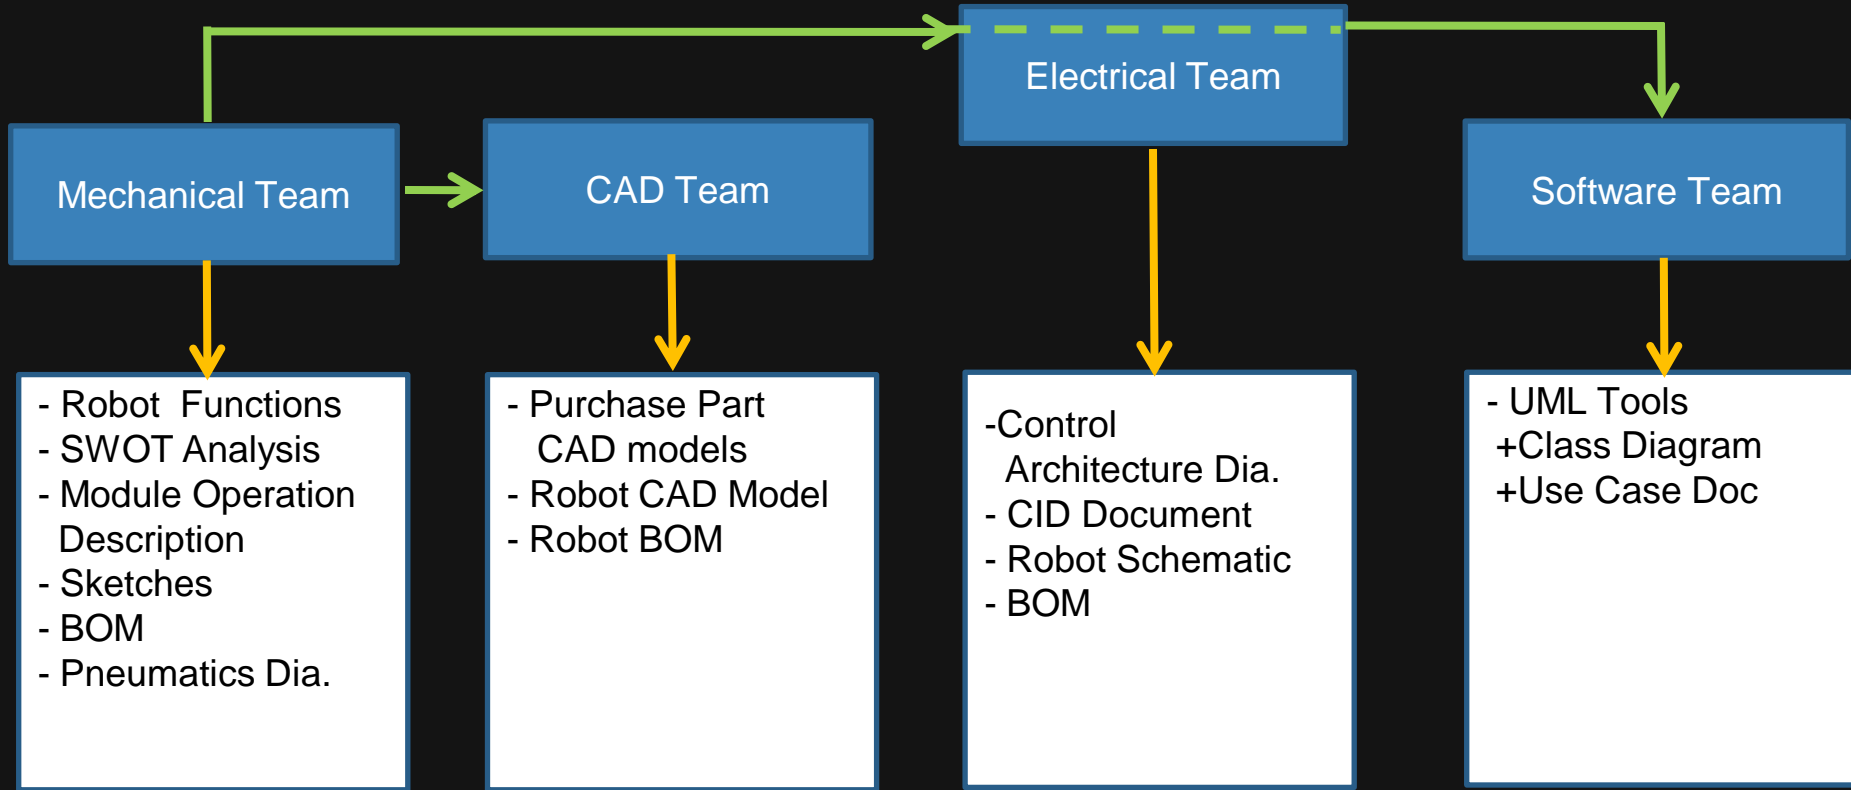 Electrical Team
Mechanical Team
CAD Team
Software Team
- Robot  Functions
- SWOT Analysis
- Module Operation
Description
- Sketches
- BOM
- Pneumatics Dia.
- Purchase Part
CAD models
- Robot CAD Model
- Robot BOM
-Control
Architecture Dia.
- CID Document
- Robot Schematic
- BOM
- UML Tools
+Class Diagram
+Use Case Doc